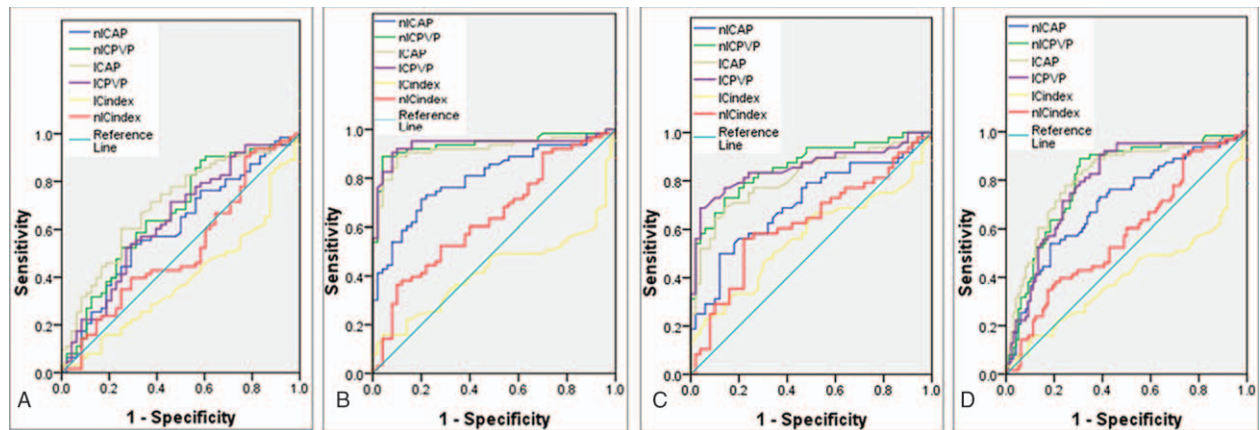 nICAP
nICPVP
ICAP
ICPVP
ICindex
nICindex
Reference
Line
1.0
0.8
0.6
0.4
0.2
0.0
Sensitivity
0.0 0.2 0.4 0.6 0.8 1.0
A
1 - Specificity
nICAP
nICPVP
ICAP
ICPVP
ICindex
nICindex
Reference
Line
1.0
0.8
0.6
0.4
0.2
0.0
Sensitivity
0.0 0.2 0.4 0.6 0.8 1.0
B
1 - Specificity
nICAP
nICPVP
ICAP
ICPVP
ICindex
nICindex
Reference
Line
1.0
0.8
0.6
0.4
0.2
0.0
Sensitivity
0.0 0.2 0.4 0.6 0.8 1.0
C
1 - Specificity
nICAP
nICPVP
ICAP
ICPVP
ICindex
nICindex
Reference
Line
1.0
0.8
0.6
0.4
0.2
0.0
Sensitivity
0.0 0.2 0.4 0.6 0.8 1.0
D
1 - Specificity